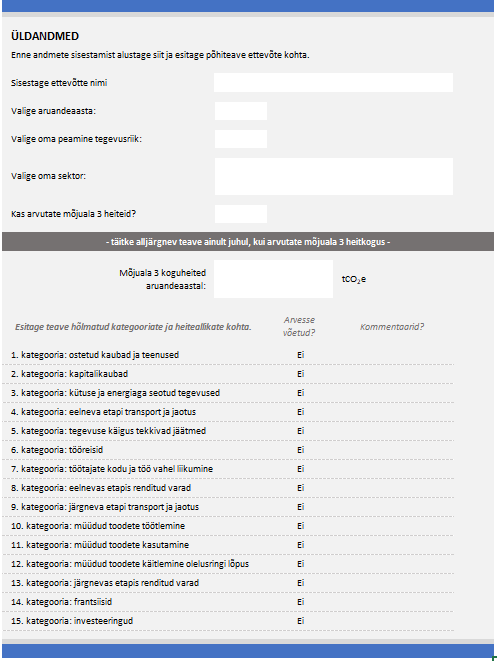 ÜLDANDMED
Enne andmete sisestamist alustage siit ja esitage põhiteave ettevõte kohta.
Sisestage ettevõtte nimi
Valige aruandeaasta:
Valige oma peamine tegevusriik:
Valige oma sektor:
Kas arvutate mõjuala 3 heiteid?
- täitke alljärgnev teave ainult juhul, kui arvutate mõjuala 3 heitkogus -
Mõjuala 3 koguheited
aruandeaastal:
tCO₂e
Esitage teave hõlmatud kategooriate ja heiteallikate kohta.
Arvesse
võetud?
Kommentaarid?
1. kategooria: ostetud kaubad ja teenused Ei
2. kategooria: kapitalikaubad Ei
3. kategooria: kütuse ja energiaga seotud tegevused Ei
4. kategooria: eelneva etapi transport ja jaotus Ei
5. kategooria: tegevuse käigus tekkivad jäätmed Ei
6. kategooria: tööreisid Ei
7. kategooria: töötajate kodu ja töö vahel liikumine Ei
8. kategooria: eelnevas etapis renditud varad Ei
9. kategooria: järgneva etapi transport ja jaotus Ei
10. kategooria: müüdud toodete töötlemine Ei
11. kategooria: müüdud toodete kasutamine Ei
12. kategooria: müüdud toodete käitlemine olelusringi lõpus Ei
13. kategooria: järgnevas etapis renditud varad Ei
14. kategooria: frantsiisid Ei
15. kategooria: investeeringud Ei